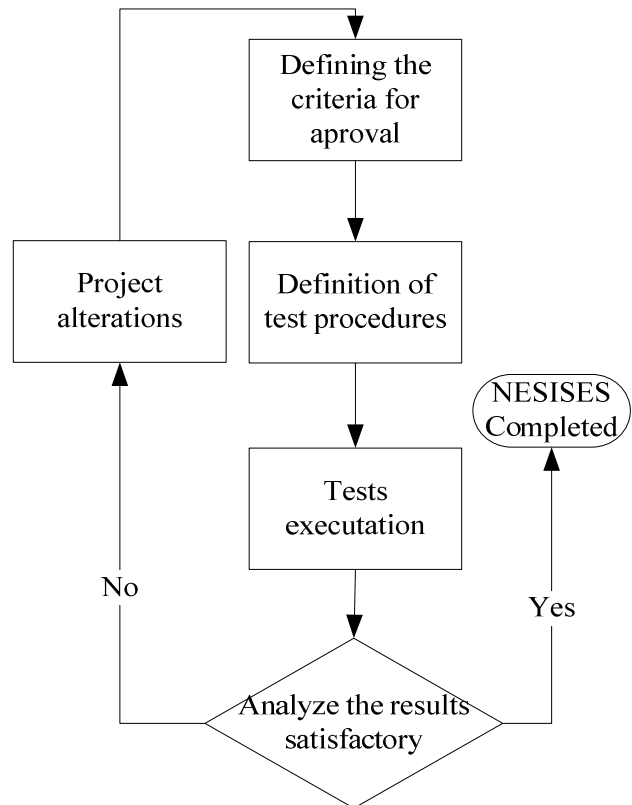 Defining the
criteria for
aproval
Project
alterations
Definition of
test procedures
NESISES
Completed
Tests
executation
No
Yes
Analyze the results
satisfactory